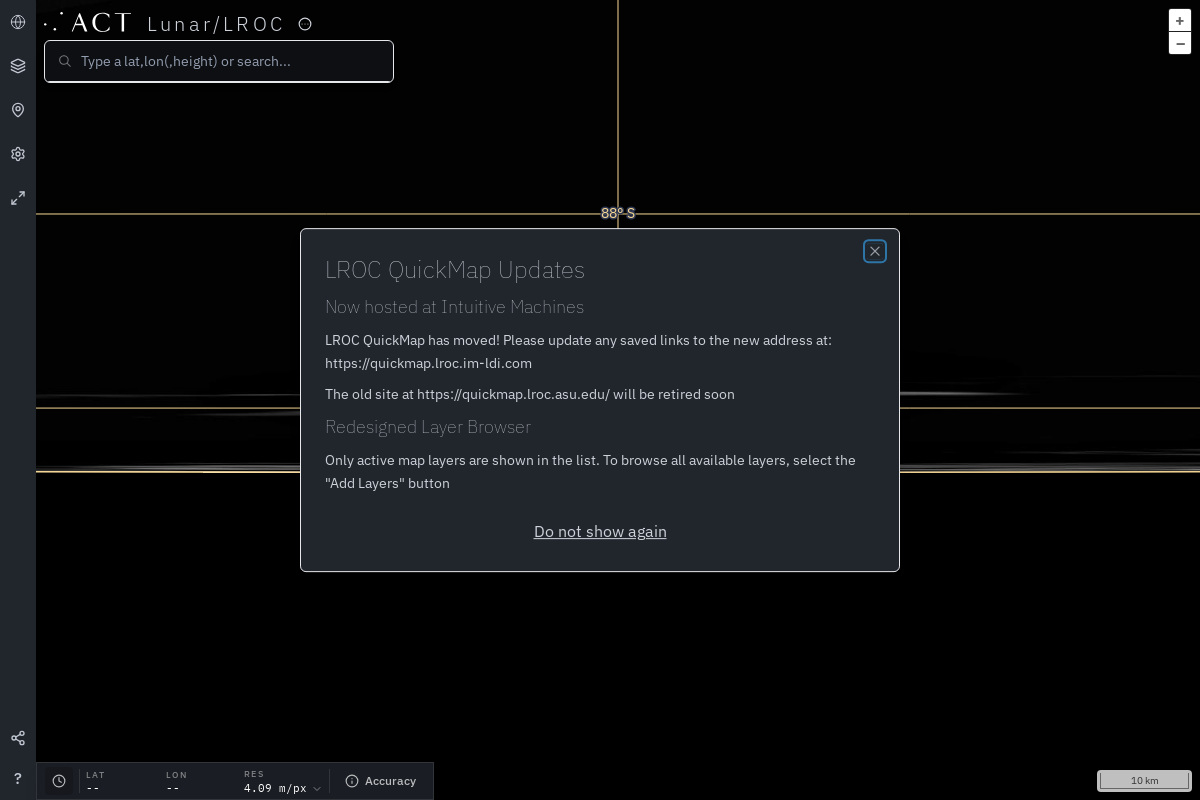 ACT Lunar/LROC
Type a lat,lon(,height) or search...
+
−
88° S
LROC QuickMap Updates
Now hosted at Intuitive Machines
LROC QuickMap has moved! Please update any saved links to the new address at:
https://quickmap.lroc.im-ldi.com
The old site at https://quickmap.lroc.asu.edu/ will be retired soon
Redesigned Layer Browser
Only active map layers are shown in the list. To browse all available layers, select the
"Add Layers" button
Do not show again
?
LAT LON RES
-- -- 4.09 m/px
Accuracy
10 km